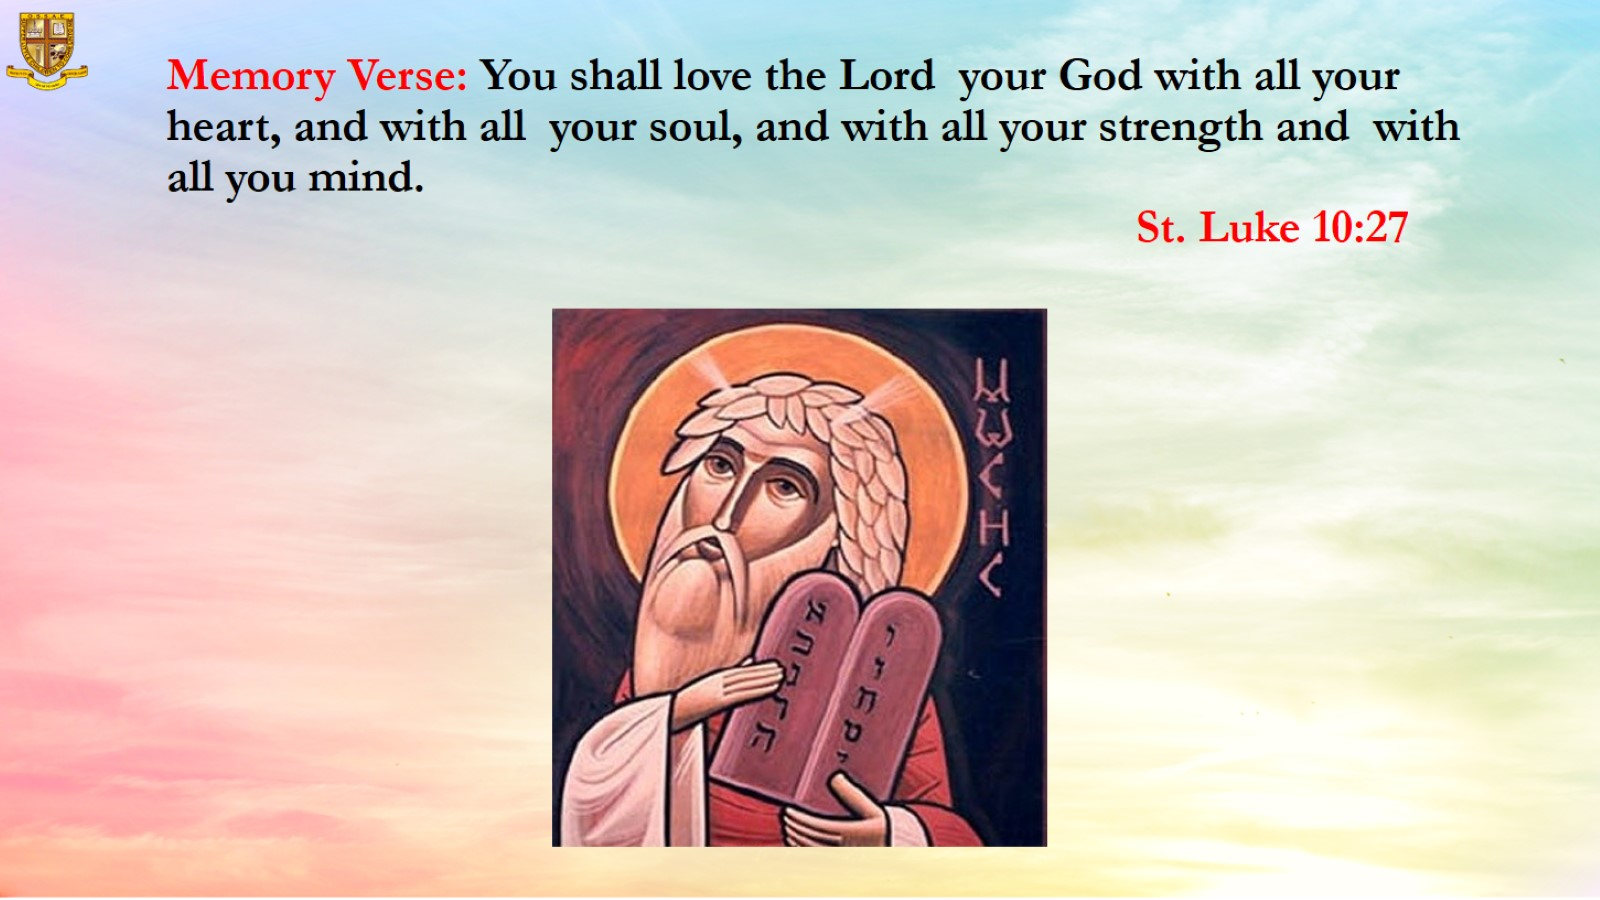 Memory Verse: You shall love the Lord  your God with all your
heart, and with all  your soul, and with all your strength and  with
all you mind.
St. Luke 10:27
ⲘⲰⲤⲎⲤ
א
ב
ג
ד
ה
ו
ז
ח
ט
י